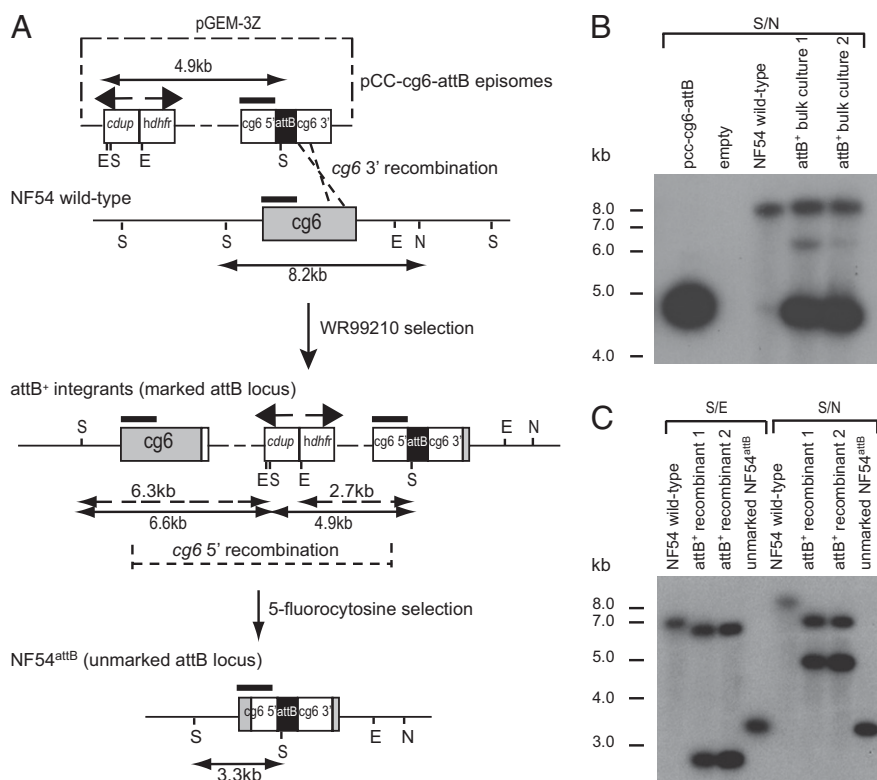 A
pGEM-3Z
4.9kb
pCC-cg6-attB episomes
cdup
hdhfr
cg6 5'
attB
cg6 3'
E
S
E
S
cg6 3' recombination
NF54 wild-type
cg6
S
S
E
N
S
8.2kb
WR99210 selection
attB+ integrants (marked attB locus)
S
cg6
cdup
hdhfr
cg6 5'
attB
cg6 3'
E
N
E
S
E
S
6.3kb
2.7kb
6.6kb
4.9kb
cg6 5' recombination
5-fluorocytosine selection
NF54attB (unmarked attB locus)
cg6 5'
attB
cg6 3'
S
S
E
N
3.3kb
B
S/N
pcc-cg6-attB
empty
NF54 wild-type
attB+ bulk culture 1
attB+ bulk culture 2
kb
8.0
7.0
6.0
5.0
4.0
C
S/E
S/N
NF54 wild-type
attB+ recombinant 1
attB+ recombinant 2
unmarked NF54attB
NF54 wild-type
attB+ recombinant 1
attB+ recombinant 2
unmarked NF54attB
kb
8.0
7.0
5.0
4.0
3.0